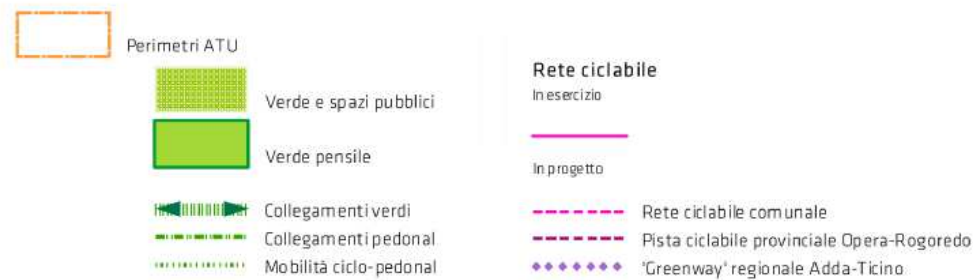 Perimetri ATU
Verde e spazi pubblici
Verde pensile
Collegamenti verdi
Collegamenti pedonal
Mobilità ciclo-pedonal
Rete ciclabile
In esercizio
In progetto
Rete ciclabile comunale
Pista ciclabile provinciale Opera-Rogoredo
'Greenway' regionale Adda-Ticino